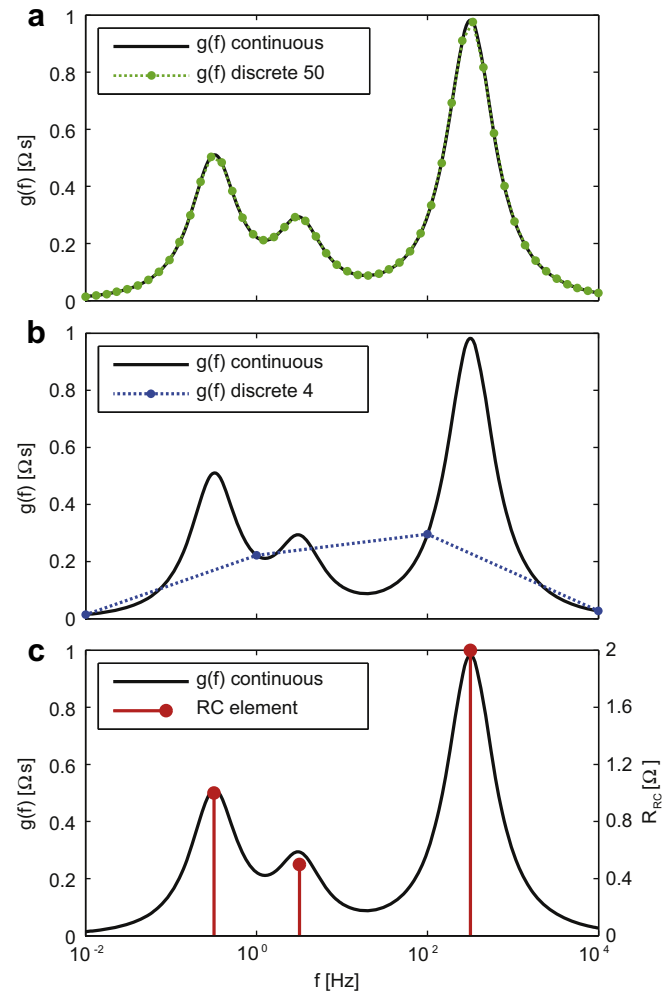 a
g(f) continuous
g(f) discrete 50
1
0.8
0.6
0.4
0.2
0
g(f) [Ω s]
b
g(f) continuous
g(f) discrete 4
1
0.8
0.6
0.4
0.2
0
g(f) [Ω s]
c
g(f) continuous
RC element
1
0.8
0.6
0.4
0.2
0
g(f) [Ω s]
2
1.6
1.2
0.8
0.4
0
R_RC [Ω]
10^-2
10^0
10^2
10^4
f [Hz]